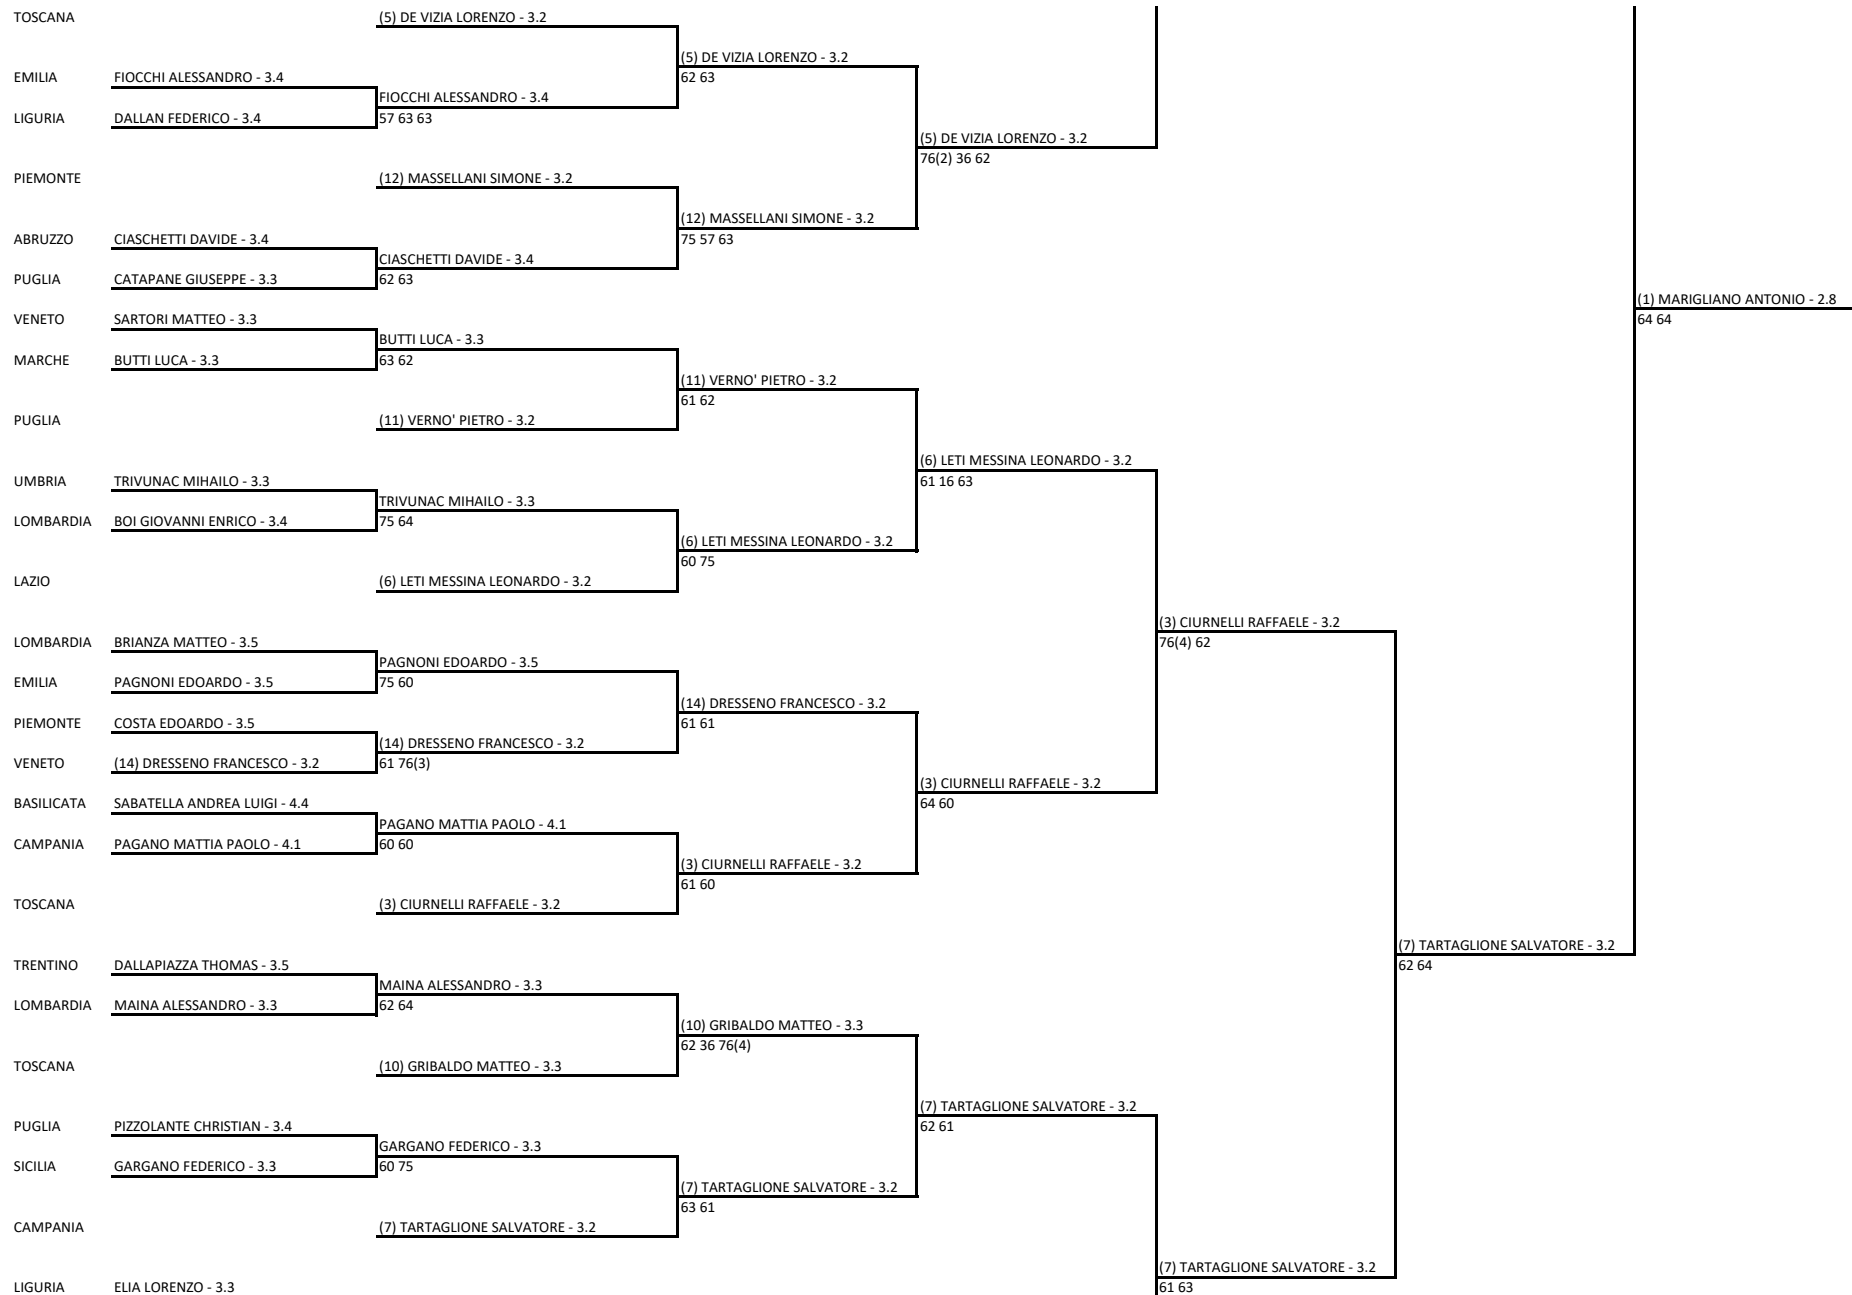 TOSCANA (5) DE VIZIA LORENZO - 3.2
(5) DE VIZIA LORENZO - 3.2
EMILIA FIOCCHI ALESSANDRO - 3.4 62 63
FIOCCHI ALESSANDRO - 3.4
LIGURIA DALLAN FEDERICO - 3.4 57 63 63
(5) DE VIZIA LORENZO - 3.2
76(2) 36 62
PIEMONTE (12) MASSELLANI SIMONE - 3.2
(12) MASSELLANI SIMONE - 3.2
ABRUZZO CIASCHETTI DAVIDE - 3.4 75 57 63
CIASCHETTI DAVIDE - 3.4
PUGLIA CATAPANE GIUSEPPE - 3.3 62 63
(1) MARIGLIANO ANTONIO - 2.8
VENETO SARTORI MATTEO - 3.3 64 64
BUTTI LUCA - 3.3
MARCHE BUTTI LUCA - 3.3 63 62
(11) VERNO' PIETRO - 3.2
61 62
PUGLIA (11) VERNO' PIETRO - 3.2
(6) LETI MESSINA LEONARDO - 3.2
UMBRIA TRIVUNAC MIHAILO - 3.3 61 16 63
TRIVUNAC MIHAILO - 3.3
LOMBARDIA BOI GIOVANNI ENRICO - 3.4 75 64
(6) LETI MESSINA LEONARDO - 3.2
60 75
LAZIO (6) LETI MESSINA LEONARDO - 3.2
(3) CIURNELLI RAFFAELE - 3.2
LOMBARDIA BRIANZA MATTEO - 3.5 76(4) 62
PAGNONI EDOARDO - 3.5
EMILIA PAGNONI EDOARDO - 3.5 75 60
(14) DRESSENO FRANCESCO - 3.2
PIEMONTE COSTA EDOARDO - 3.5 61 61
(14) DRESSENO FRANCESCO - 3.2
VENETO (14) DRESSENO FRANCESCO - 3.2 61 76(3)
(3) CIURNELLI RAFFAELE - 3.2
BASILICATA SABATELLA ANDREA LUIGI - 4.4 64 60
PAGANO MATTIA PAOLO - 4.1
CAMPANIA PAGANO MATTIA PAOLO - 4.1 60 60
(3) CIURNELLI RAFFAELE - 3.2
61 60
TOSCANA (3) CIURNELLI RAFFAELE - 3.2
(7) TARTAGLIONE SALVATORE - 3.2
TRENTINO DALLAPIAZZA THOMAS - 3.5 62 64
MAINA ALESSANDRO - 3.3
LOMBARDIA MAINA ALESSANDRO - 3.3 62 64
(10) GRIBALDO MATTEO - 3.3
62 36 76(4)
TOSCANA (10) GRIBALDO MATTEO - 3.3
(7) TARTAGLIONE SALVATORE - 3.2
PUGLIA PIZZOLANTE CHRISTIAN - 3.4 62 61
GARGANO FEDERICO - 3.3
SICILIA GARGANO FEDERICO - 3.3 60 75
(7) TARTAGLIONE SALVATORE - 3.2
63 61
CAMPANIA (7) TARTAGLIONE SALVATORE - 3.2
(7) TARTAGLIONE SALVATORE - 3.2
LIGURIA ELIA LORENZO - 3.3 61 63